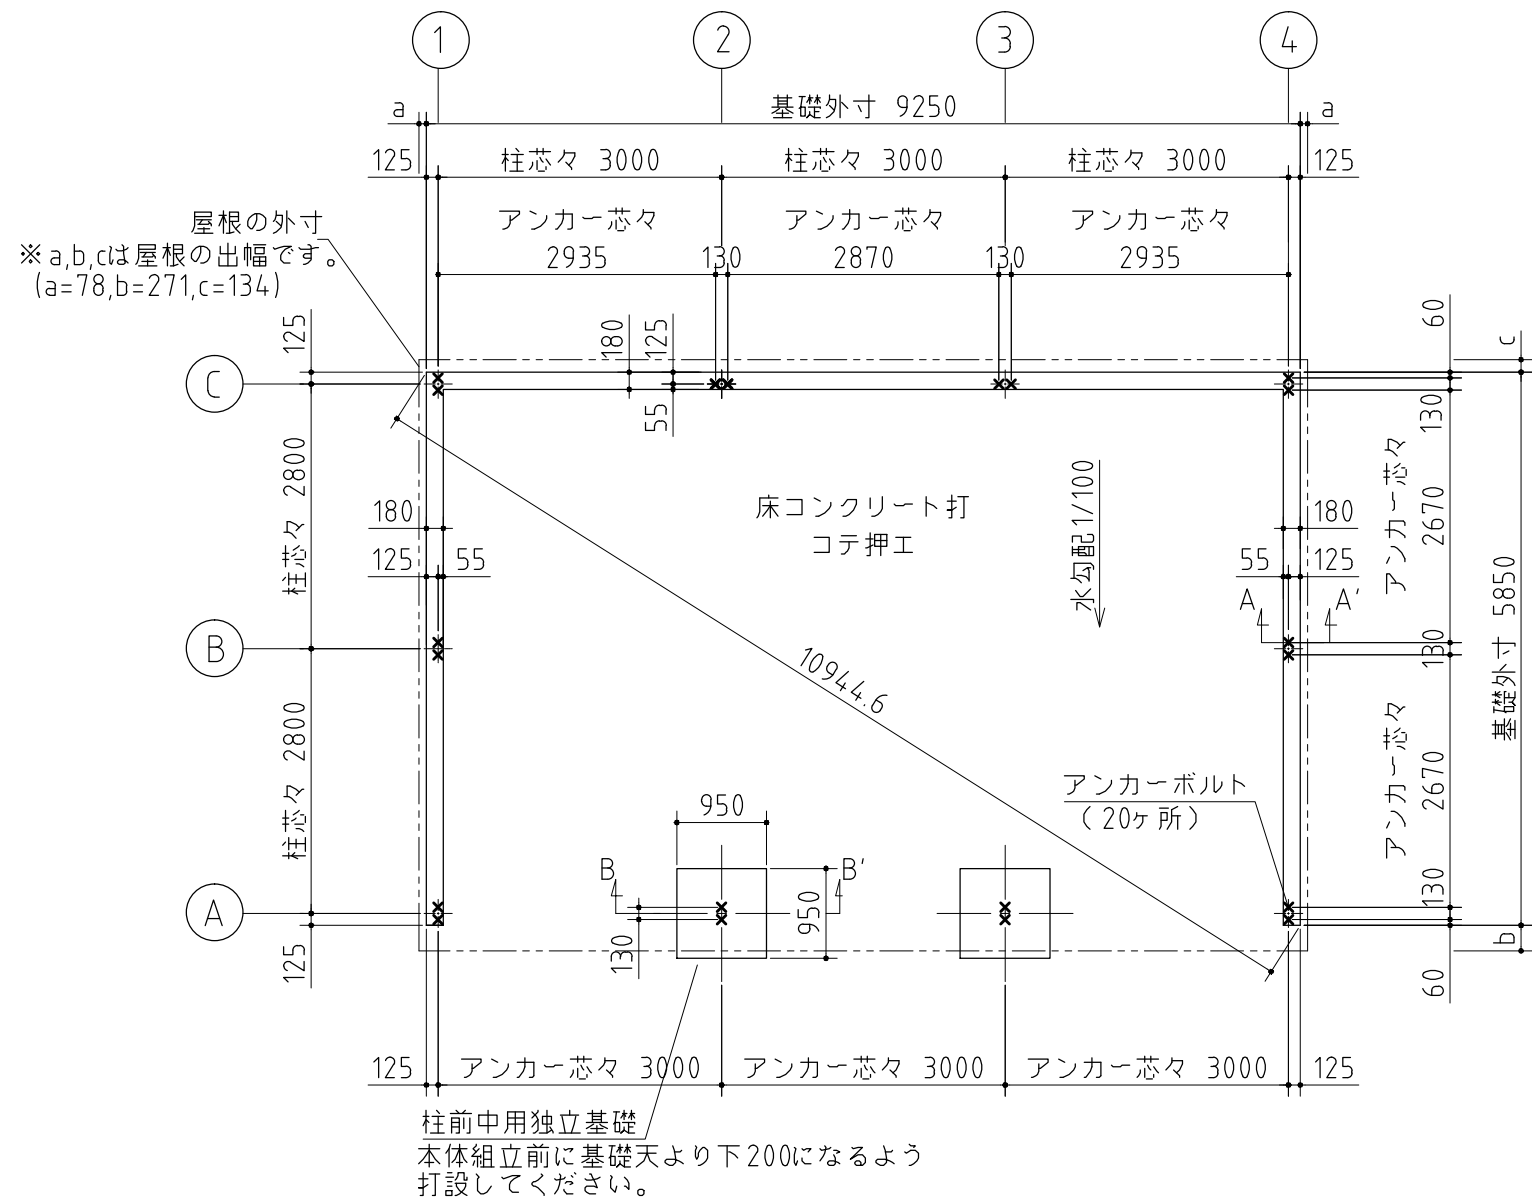 1 2 3 4
a 基礎外寸 9250 a
125 柱芯々 3000 柱芯々 3000 柱芯々 3000 125
アンカー芯々 アンカー芯々 アンカー芯々
2935 130 2870 130 2935
屋根の外寸
※a,b,cは屋根の出幅です。
(a=78,b=271,c=134)
125
180
125
60
c
C
55
130
柱芯々 2800
床コンクリート打
コテ押エ
水勾配 1/100
アンカー芯々
2670
180
125 55
180
55 125
A A'
B
130
基礎外寸 5850
10944.6
柱芯々 2800
アンカー芯々
2670
アンカーボルト
(20ヶ所)
950
B B'
950
130
A
130
125
b
60
125 アンカー芯々 3000 アンカー芯々 3000 アンカー芯々 3000 125
柱前中用独立基礎
本体組立前に基礎天より下200になるよう
打設してください。